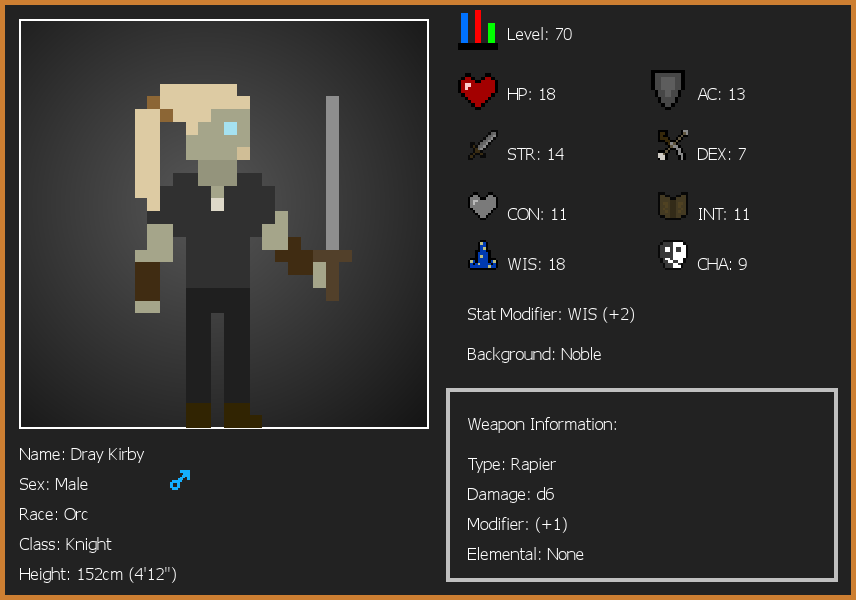 Level: 70
HP: 18
AC: 13
STR: 14
DEX: 7
CON: 11
INT: 11
WIS: 18
CHA: 9
Stat Modifier: WIS (+2)
Background: Noble
Weapon Information:
Type: Rapier
Damage: d6
Modifier: (+1)
Elemental: None
Name: Dray Kirby
Sex: Male
Race: Orc
Class: Knight
Height: 152cm (4'12")